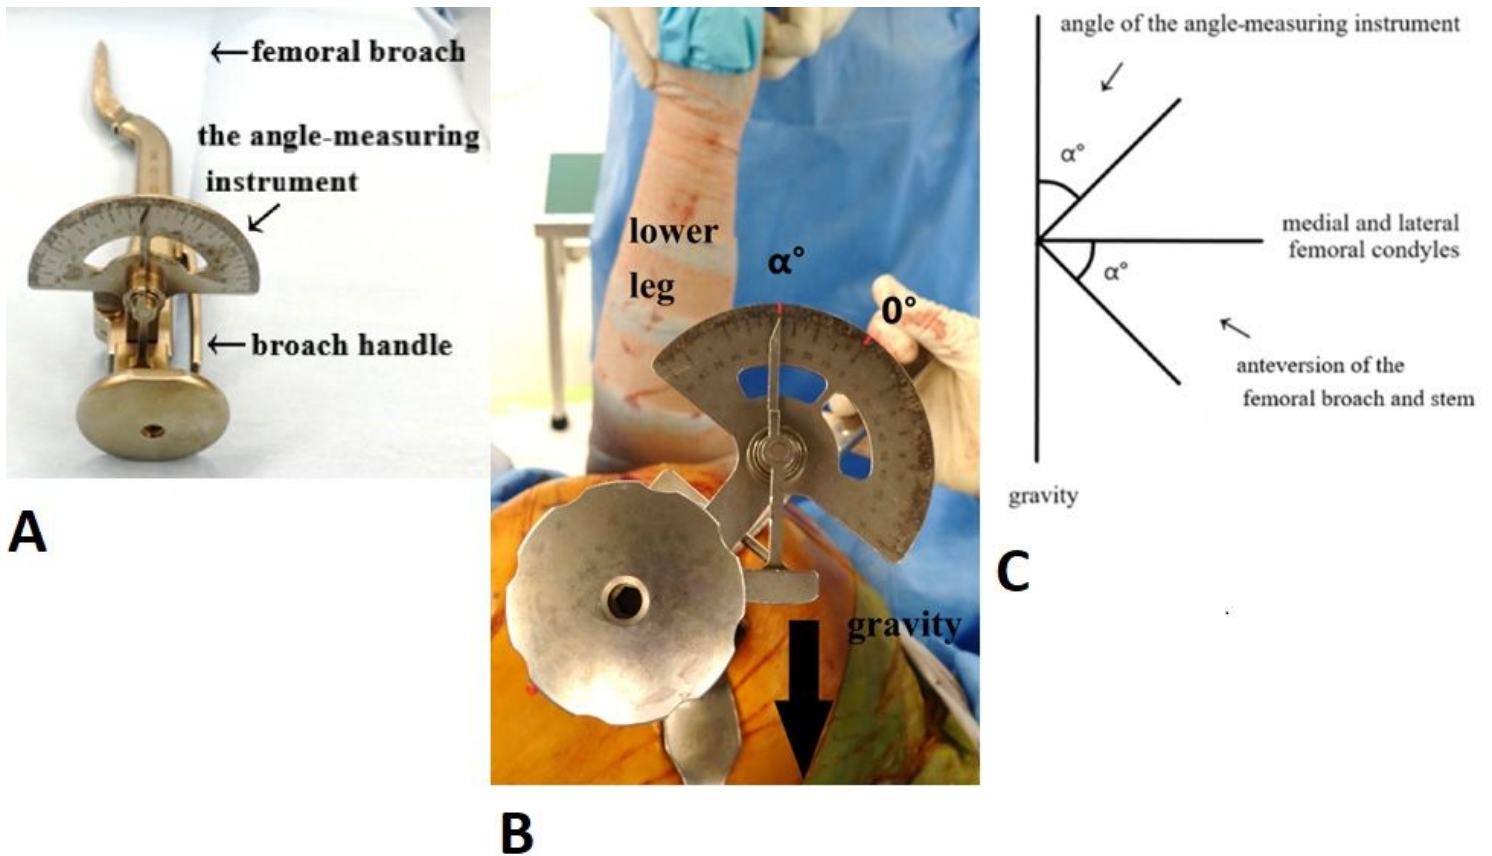 ←femoral broach
the angle-measuring
instrument
←broach handle
A
lower
leg
α°
0°
gravity
B
angle of the angle-measuring instrument
α°
medial and lateral
femoral condyles
α°
anteversion of the
femoral broach and stem
gravity
C